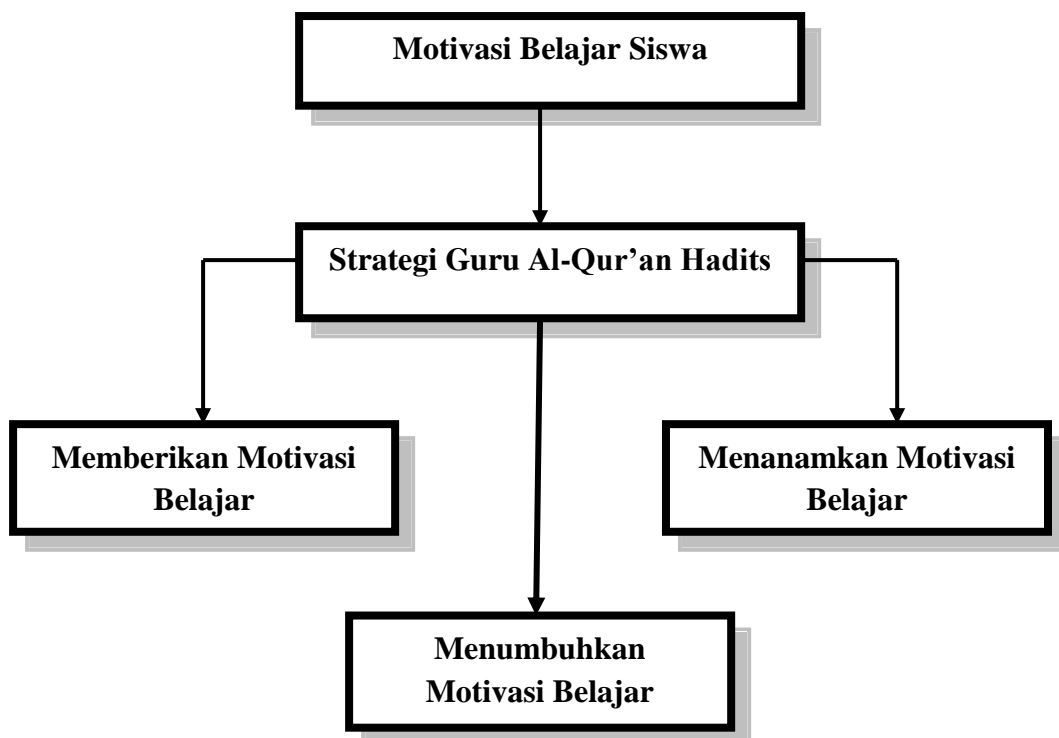 Motivasi Belajar Siswa
Strategi Guru Al-Qur’an Hadits
Memberikan Motivasi
Belajar
Menanamkan Motivasi
Belajar
Menumbuhkan
Motivasi Belajar